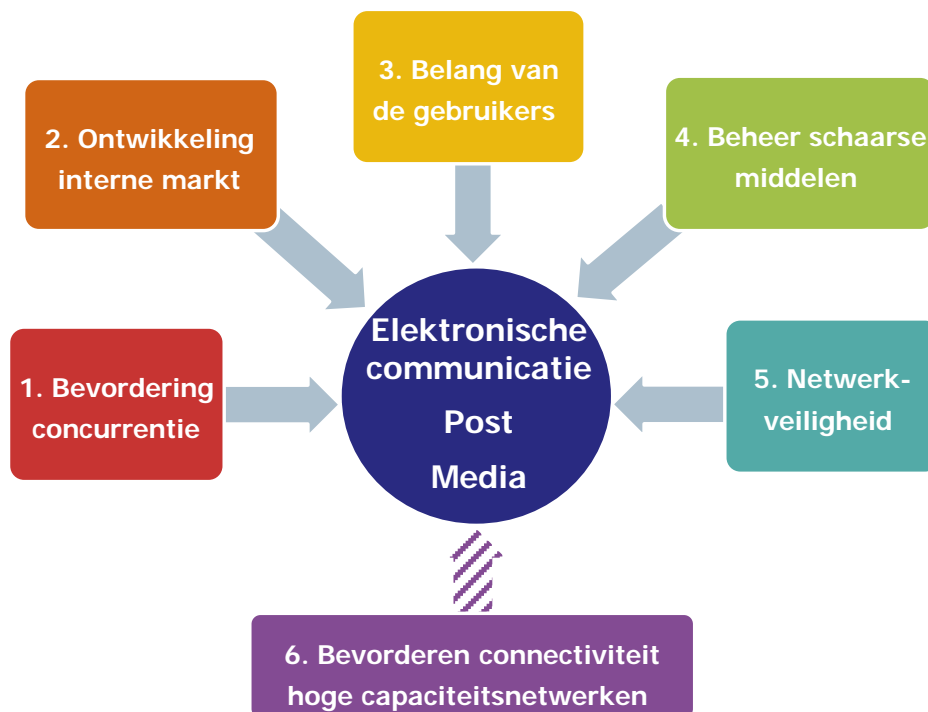 1. Bevordering
concurrentie
2. Ontwikkeling
interne markt
3. Belang van
de gebruikers
4. Beheer schaarse
middelen
5. Netwerk-
veiligheid
6. Bevorderen connectiviteit
hoge capaciteitsnetwerken
Elektronische
communicatie
Post
Media